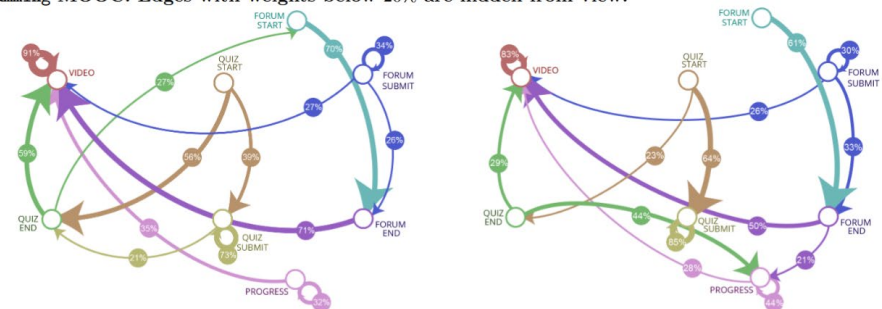 MOOC. Edges with weights below 20% are hidden from view.
FORUM
START
70%
34%
91%
VIDEO
QUIZ
START
FORUM
SUBMIT
27%
27%
26%
59%
56%
39%
QUIZ
END
35%
71%
FORUM
END
QUIZ
SUBMIT
21%
73%
PROGRESS
32%
FORUM
START
61%
30%
83%
VIDEO
QUIZ
START
FORUM
SUBMIT
26%
33%
29%
23%
64%
QUIZ
END
44%
QUIZ
SUBMIT
50%
FORUM
END
85%
28%
21%
PROGRESS
44%